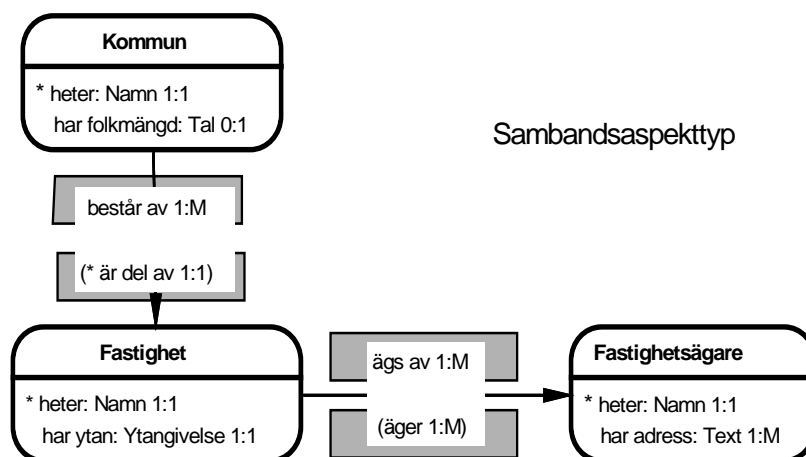 Kommun
* heter: Namn 1:1
har folkmängd: Tal 0:1
Sambandsaspekttyp
består av 1:M
(* är del av 1:1)
Fastighet
* heter: Namn 1:1
har ytan: Ytangivelse 1:1
ägs av 1:M
(äger 1:M)
Fastighetsägare
* heter: Namn 1:1
har adress: Text 1:M